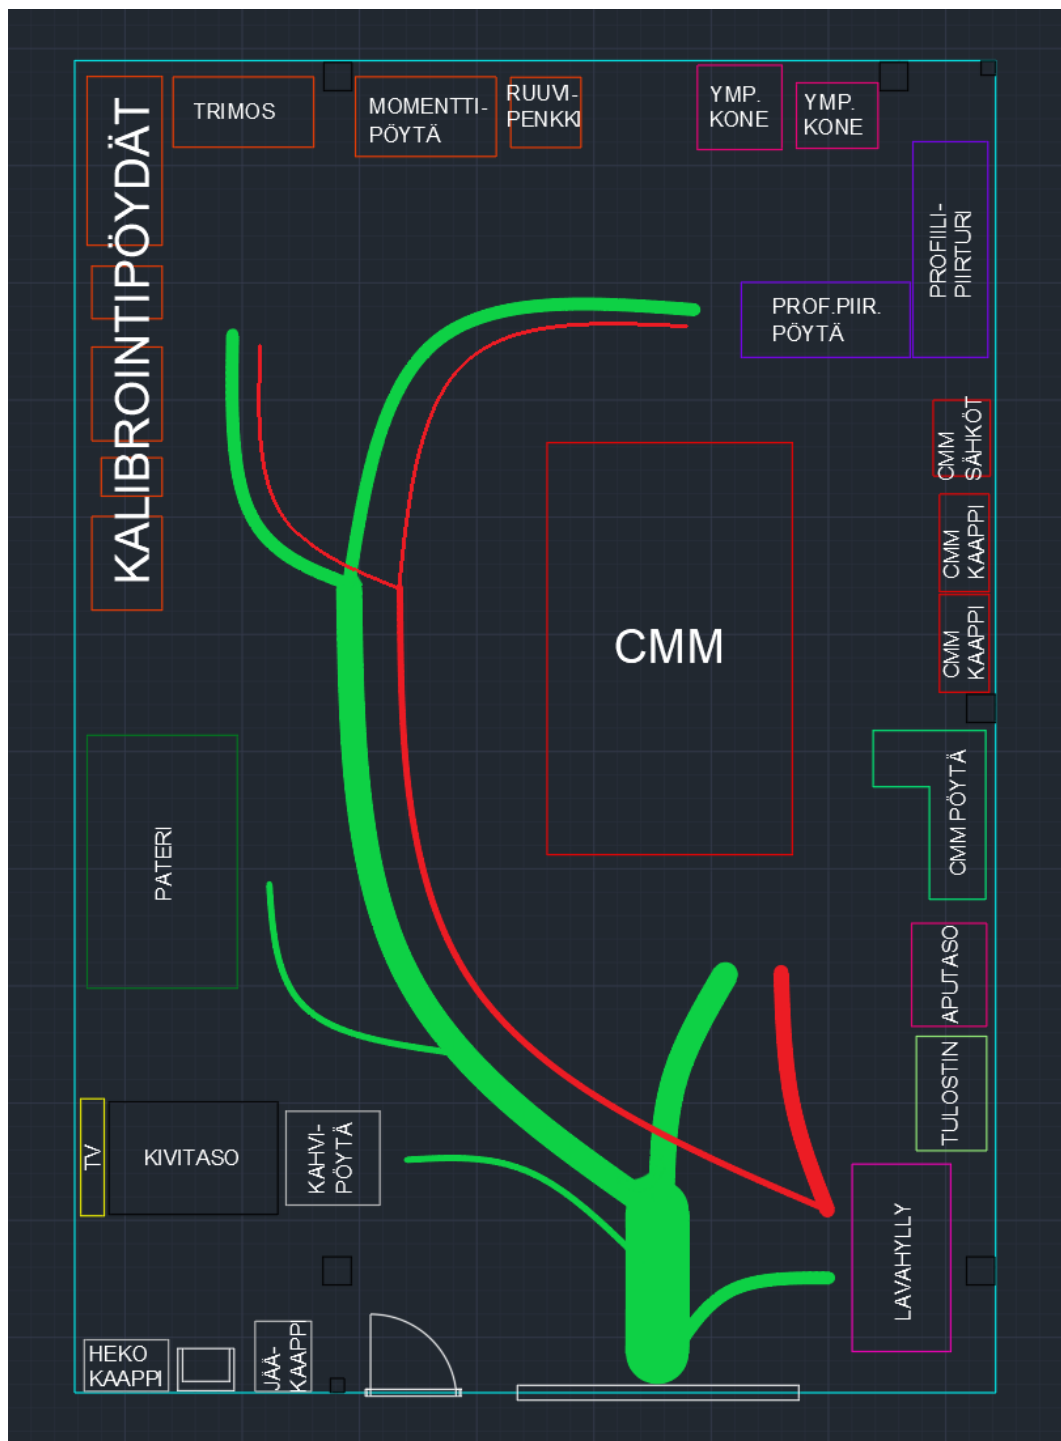 KALIBROINTIPÖYDÄT
TRIMOS
MOMENTTI-
PÖYTÄ
RUUVI-
PENKKI
YMP.
KONE
YMP.
KONE
PROFIILI-
PIIRTURI
PROF.PIIR.
PÖYTÄ
CMM
SÄHKÖT
CMM
KAAPPI
CMM
KAAPPI
CMM
CMM PÖYTÄ
PATERI
APUTASO
TULOSTIN
TV
KIVITASO
KAHVI-
PÖYTÄ
LAVAHYLLY
HEKO
KAAPPI
JÄÄ-
KAAPPI